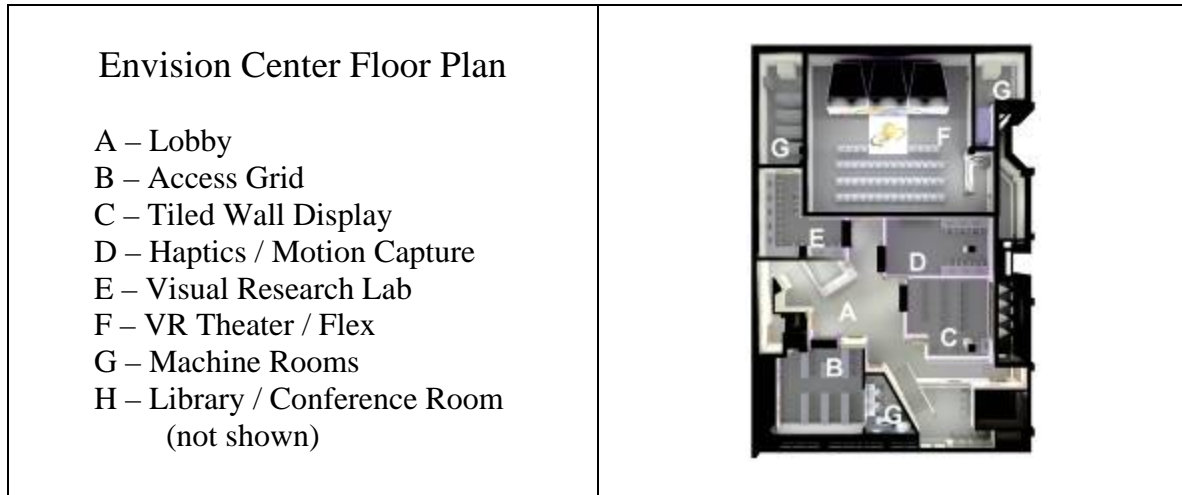 Envision Center Floor Plan
A – Lobby
B – Access Grid
C – Tiled Wall Display
D – Haptics / Motion Capture
E – Visual Research Lab
F – VR Theater / Flex
G – Machine Rooms
H – Library / Conference Room
(not shown)
G
F
G
E
D
A
C
B
G